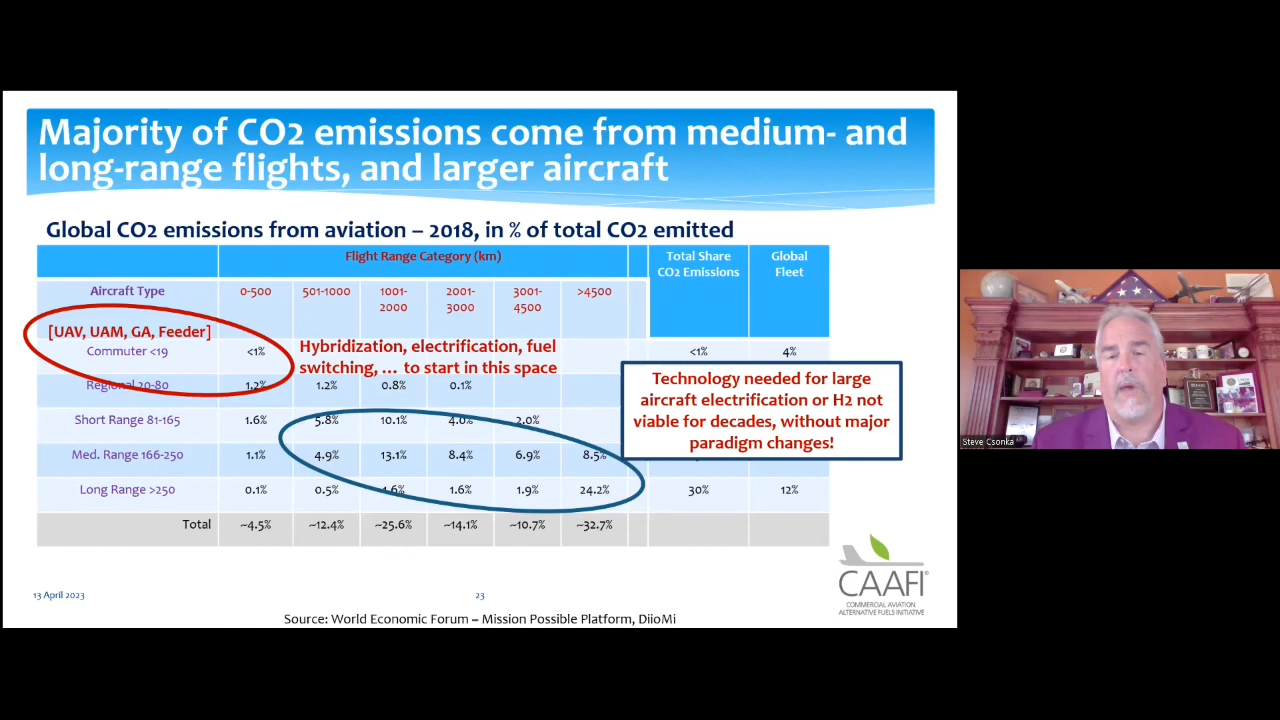 Majority of CO2 emissions come from medium- and
long-range flights, and larger aircraft
Global CO2 emissions from aviation – 2018, in % of total CO2 emitted
Flight Range Category (km)
Total Share
CO2 Emissions
Global
Fleet
Aircraft Type
0-500
501-1000
1001-
2000
2001-
3000
3001-
4500
>4500
[UAV, UAM, GA, Feeder]
Commuter <19
<1%
<1%
4%
Hybridization, electrification, fuel
switching, … to start in this space
Regional 20-80
1.2%
1.2%
0.8%
0.1%
Technology needed for large
aircraft electrification or H2 not
viable for decades, without major
paradigm changes!
Short Range 81-165
1.6%
5.8%
10.1%
4.0%
2.0%
Med. Range 166-250
1.1%
4.9%
13.1%
8.4%
6.9%
8.5%
Long Range >250
0.1%
0.5%
1.6%
1.6%
1.9%
24.2%
30%
12%
Total
~4.5%
~12.4%
~25.6%
~14.1%
~10.7%
~32.7%
CAAFI®
COMMERCIAL AVIATION
ALTERNATIVE FUELS INITIATIVE
13 April 2023
23
Source: World Economic Forum – Mission Possible Platform, DiioMi
Steve Csonka